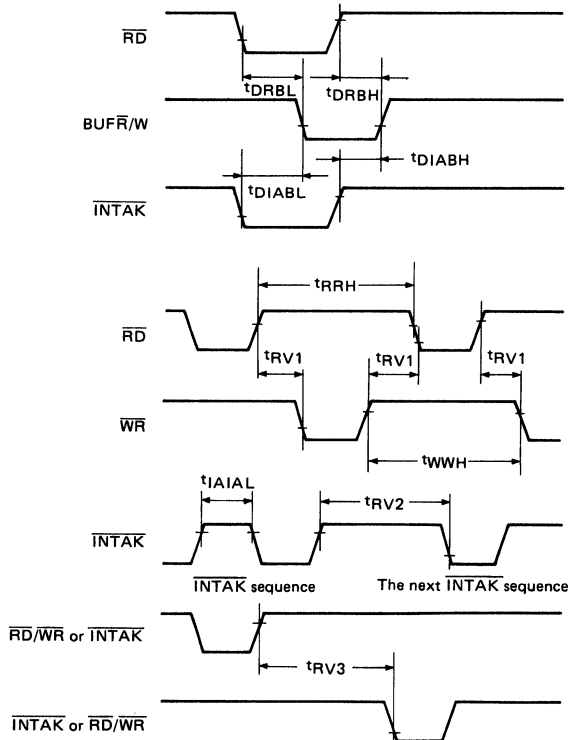 RD
tDRBL
tDRBH
BUFR/W
tDIABH
tDIABL
INTAK
tRRH
RD
tRV1
tRV1
tRV1
WR
tWWH
tIAIAL
tRV2
INTAK
INTAK sequence
The next INTAK sequence
RD/WR or INTAK
tRV3
INTAK or RD/WR